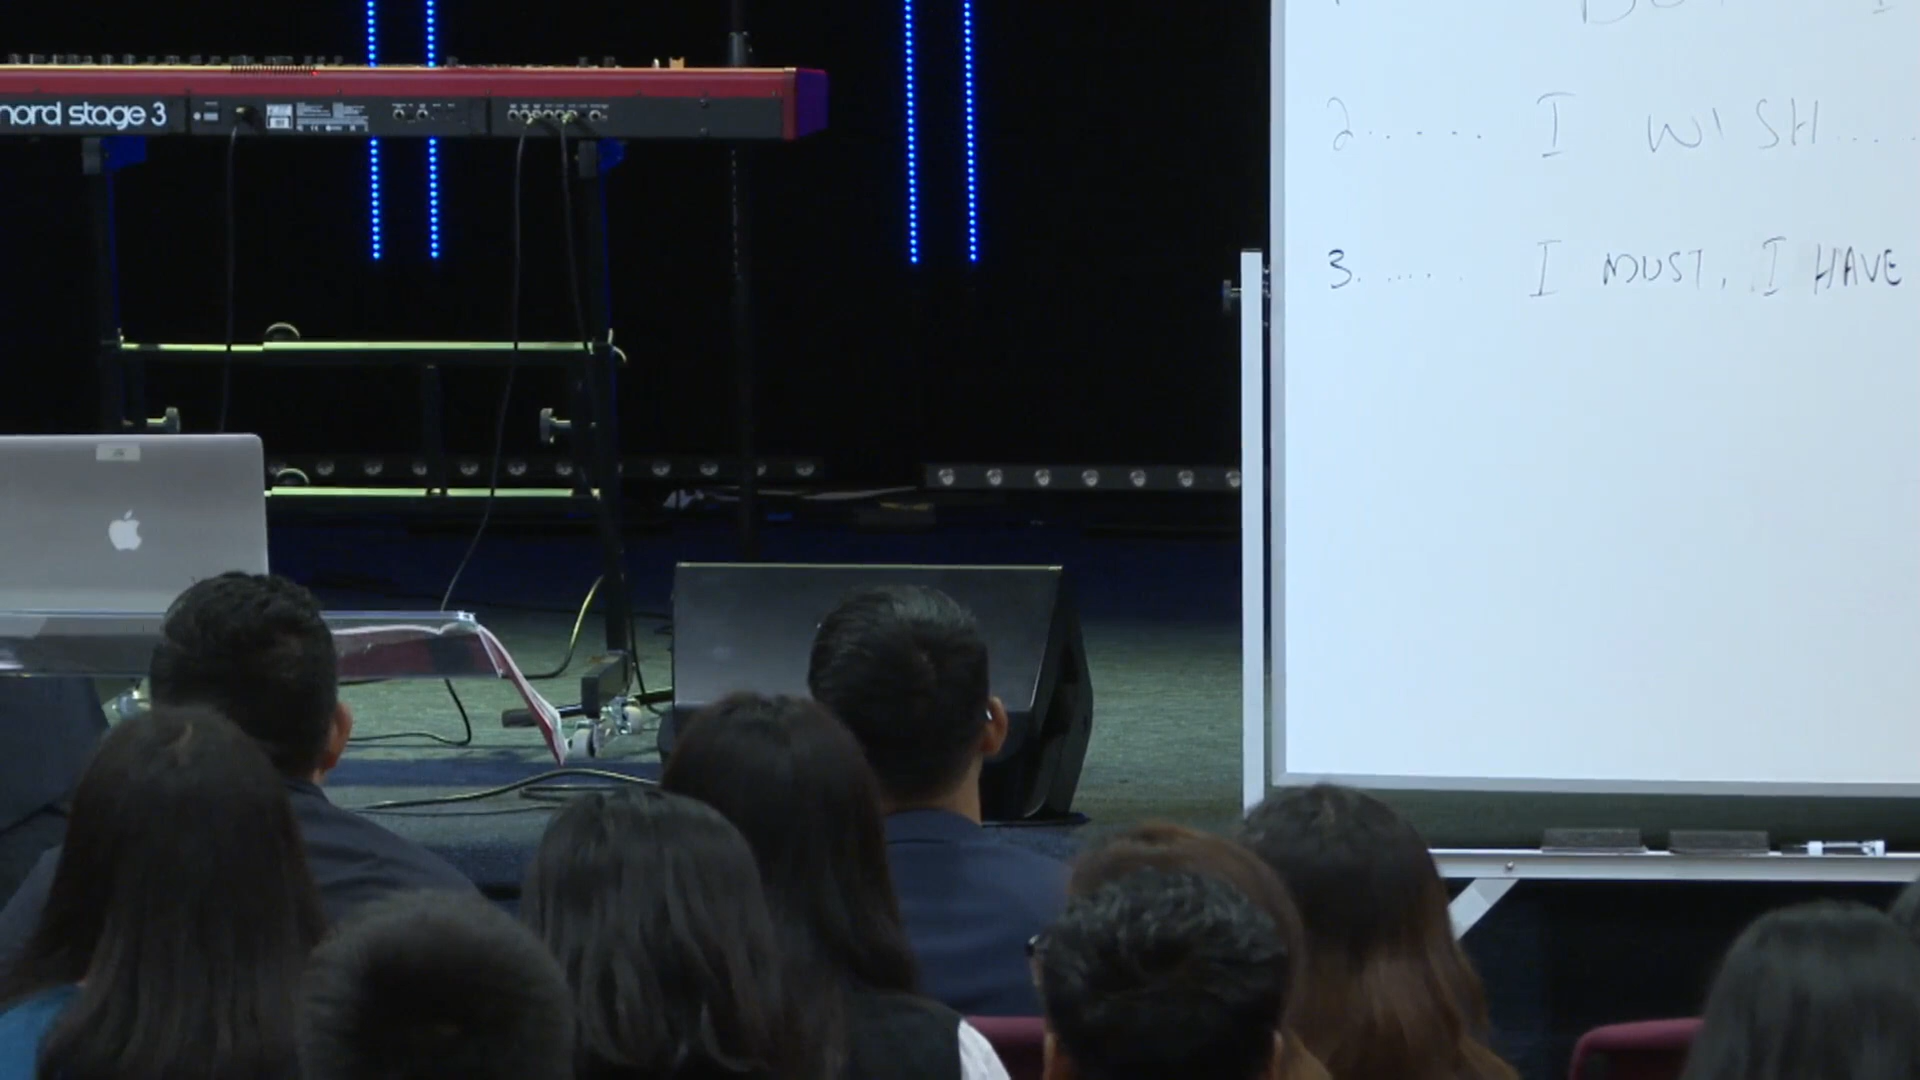 nord stage 3
2...... I WISH.....
3. ..... I MUST, I HAVE